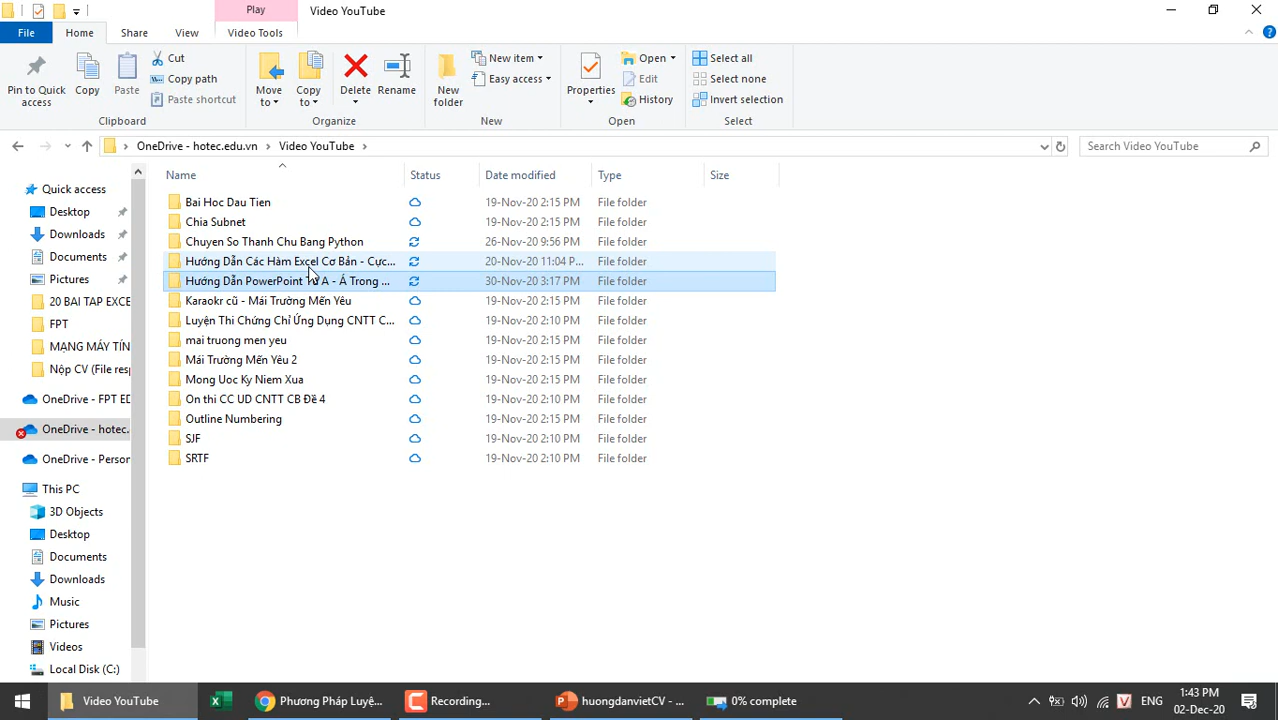 Play
Video YouTube
File
Home
Share
View
Video Tools
Pin to Quick access
Copy
Paste
Cut
Copy path
Paste shortcut
Clipboard
Move to
Copy to
Delete
Rename
Organize
New folder
New item
Easy access
New
Properties
Open
Edit
History
Open
Select all
Select none
Invert selection
Select
OneDrive - hotec.edu.vn
Video YouTube
Search Video YouTube
Name
Status
Date modified
Type
Size
Quick access
Desktop
Downloads
Documents
Pictures
20 BAI TAP EXCE
FPT
MẠNG MÁY TÍN
Nộp CV (File resp
OneDrive - FPT ED
OneDrive - hotec.
OneDrive - Person
This PC
3D Objects
Desktop
Documents
Downloads
Music
Pictures
Videos
Local Disk (C:)
Bai Hoc Dau Tien 19-Nov-20 2:15 PM File folder
Chia Subnet 19-Nov-20 2:15 PM File folder
Chuyen So Thanh Chu Bang Python 26-Nov-20 9:56 PM File folder
Hướng Dẫn Các Hàm Excel Cơ Bản - Cực... 20-Nov-20 11:04 P... File folder
Hướng Dẫn PowerPoint Từ A - Á Trong ... 30-Nov-20 3:17 PM File folder
Karaokr cũ - Mái Trường Mến Yêu 19-Nov-20 2:15 PM File folder
Luyện Thi Chứng Chỉ Ứng Dụng CNTT C... 19-Nov-20 2:10 PM File folder
mai truong men yeu 19-Nov-20 2:15 PM File folder
Mái Trường Mến Yêu 2 19-Nov-20 2:15 PM File folder
Mong Uoc Ky Niem Xua 19-Nov-20 2:15 PM File folder
On thi CC UD CNTT CB Đề 4 19-Nov-20 2:10 PM File folder
Outline Numbering 19-Nov-20 2:15 PM File folder
SJF 19-Nov-20 2:10 PM File folder
SRTF 19-Nov-20 2:10 PM File folder
Video YouTube
Phương Pháp Luyệ...
Recording...
huongdanvietCV - ...
0% complete
V
ENG
1:43 PM
02-Dec-20